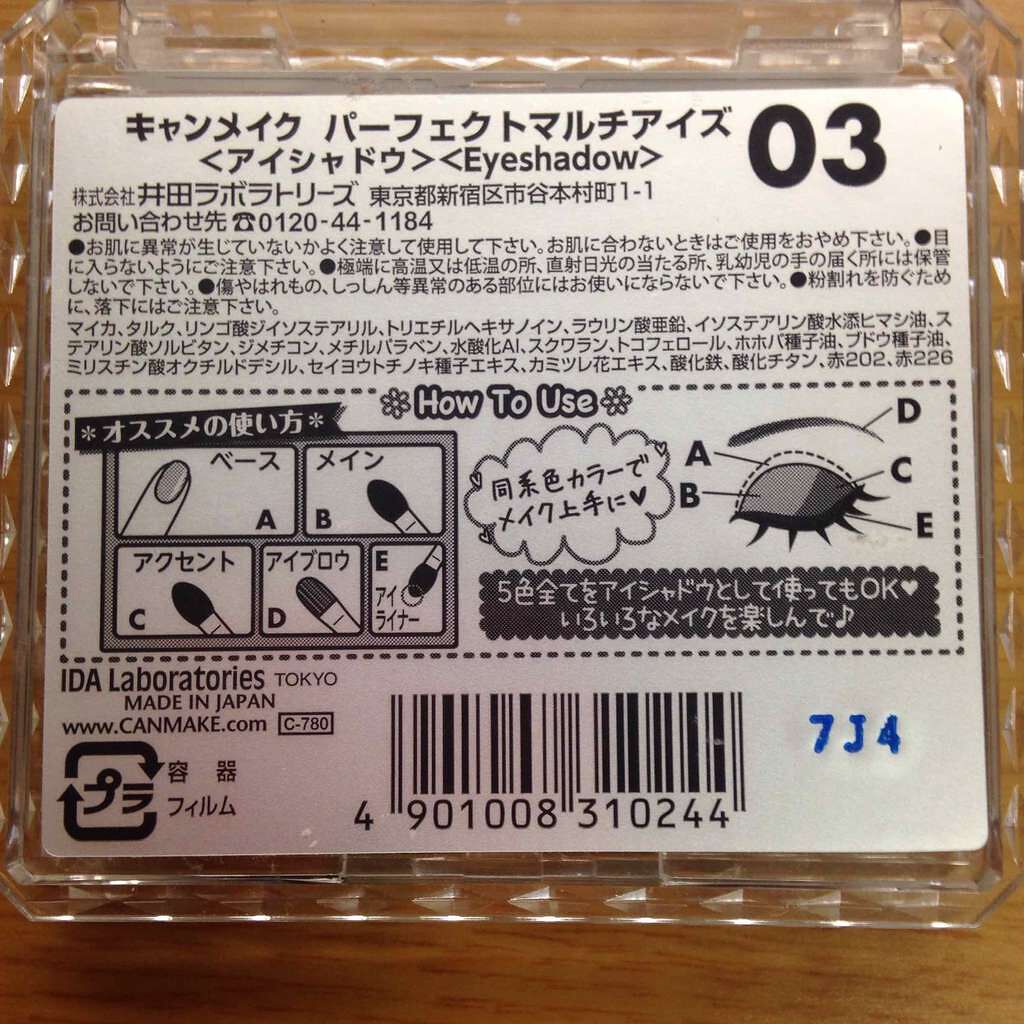 キャンメイク パーフェクトマルチアイズ 03
<アイシャドウ><Eyeshadow>
株式会社 井田ラボラトリーズ 東京都新宿区市谷本村町1-1
お問い合わせ先☎0120-44-1184
●お肌に異常が生じていないかよく注意して使用して下さい。お肌に合わないときはご使用をおやめ下さい。●目
に入らないようにご注意下さい。●極端に高温又は低温の所、直射日光の当たる所、乳幼児の手の届く所には保管
しないで下さい。●傷やはれもの、しっしん等異常のある部位にはお使いにならないで下さい。●粉割れを防ぐため
に、落下にはご注意下さい。
マイカ、タルク、リンゴ酸ジイソステアリル、トリエチルヘキサノイン、ラウリン酸亜鉛、イソステアリン酸水添ヒマシ油、ス
テアリン酸ソルビタン、ジメチコン、メチルパラベン、水酸化Al、スクワラン、トコフェロール、ホホバ種子油、ブドウ種子油、
ミリスチン酸オクチルドデシル、セイヨウトチノキ種子エキス、カミツレ花エキス、酸化鉄、酸化チタン、赤202、赤226
How To Use
*オススメの使い方*
ベース
A
メイン
B
アクセント
C
アイブロウ
D
E
アイ
ライナー
同系色カラーで
メイク上手に♥
A
B
D
C
E
5色全てをアイシャドウとして使ってもOK♥
いろいろなメイクを楽しんで♪
IDA Laboratories TOKYO
MADE IN JAPAN
www.CANMAKE.com C-780
プラ
容器
フィルム
4 901008 310244
7J4